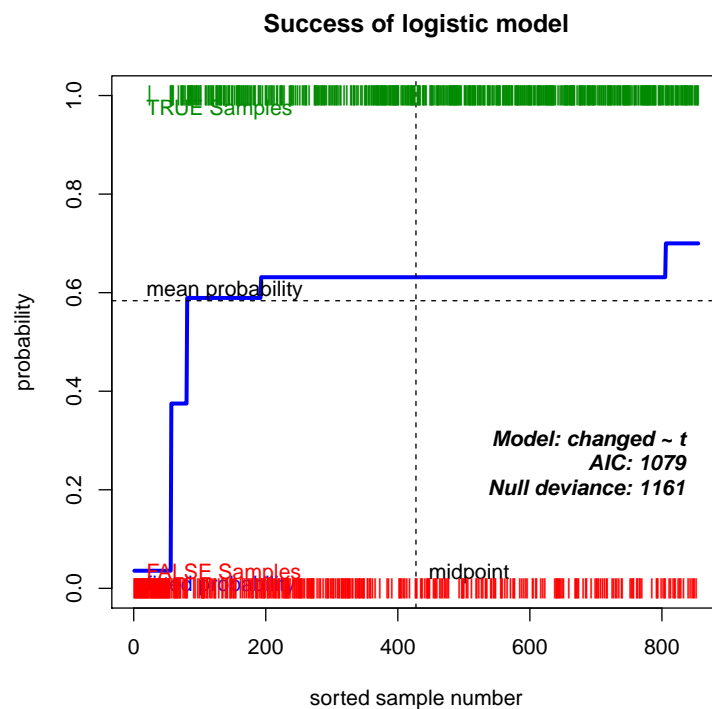 Success of logistic model
TRUE Samples
mean probability
Model: changed ~ t
AIC: 1079
Null deviance: 1161
FALSE Samples
midpoint
probability
1.0
0.8
0.6
0.4
0.2
0.0
0
200
400
600
800
sorted sample number